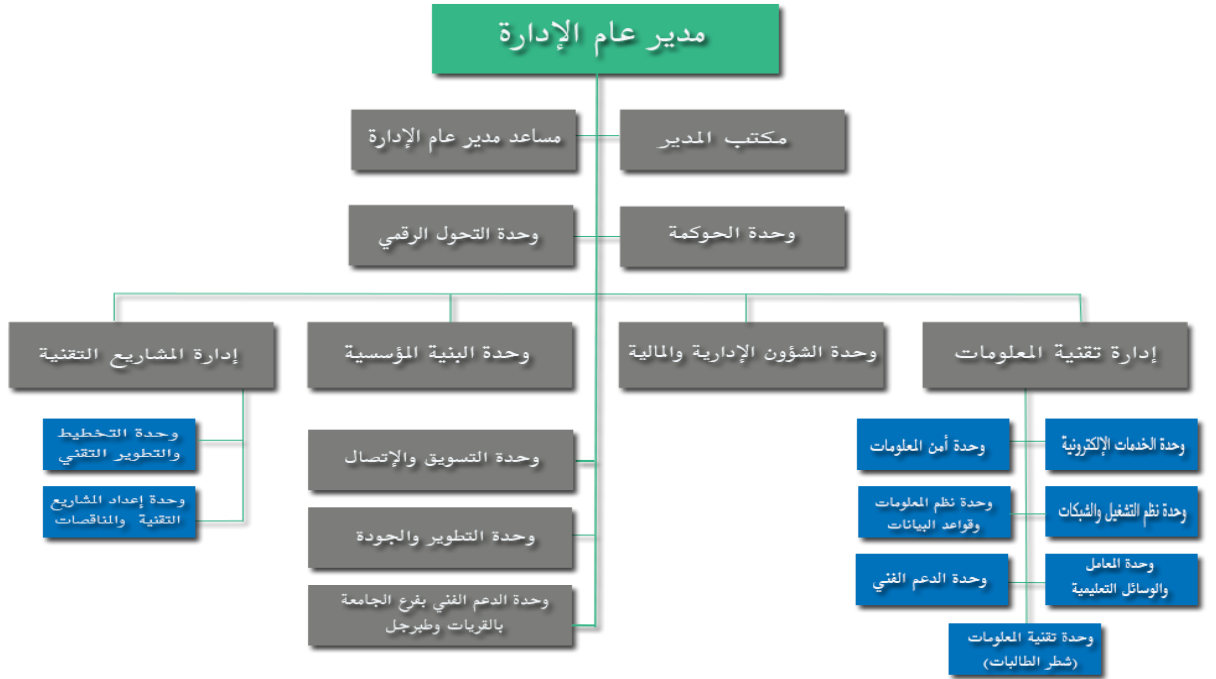 مدير عام الإدارة
مكتب المدير
مساعد مدير عام الإدارة
وحدة الحوكمة
وحدة التحول الرقمي
إدارة تقنية المعلومات
وحدة الشؤون الإدارية والمالية
وحدة البنية المؤسسية
إدارة المشاريع التقنية
وحدة الخدمات الإلكترونية
وحدة أمن المعلومات
وحدة نظم التشغيل والشبكات
وحدة نظم المعلومات
وقواعد البيانات
وحدة المعامل
والوسائل التعليمية
وحدة الدعم الفني
وحدة تقنية المعلومات
(شطر الطالبات)
وحدة التسويق والإتصال
وحدة التطوير والجودة
وحدة الدعم الفني بفرع الجامعة
بالقريات وطبرجل
وحدة التخطيط
والتطوير التقني
وحدة إعداد المشاريع
التقنية والمناقصات